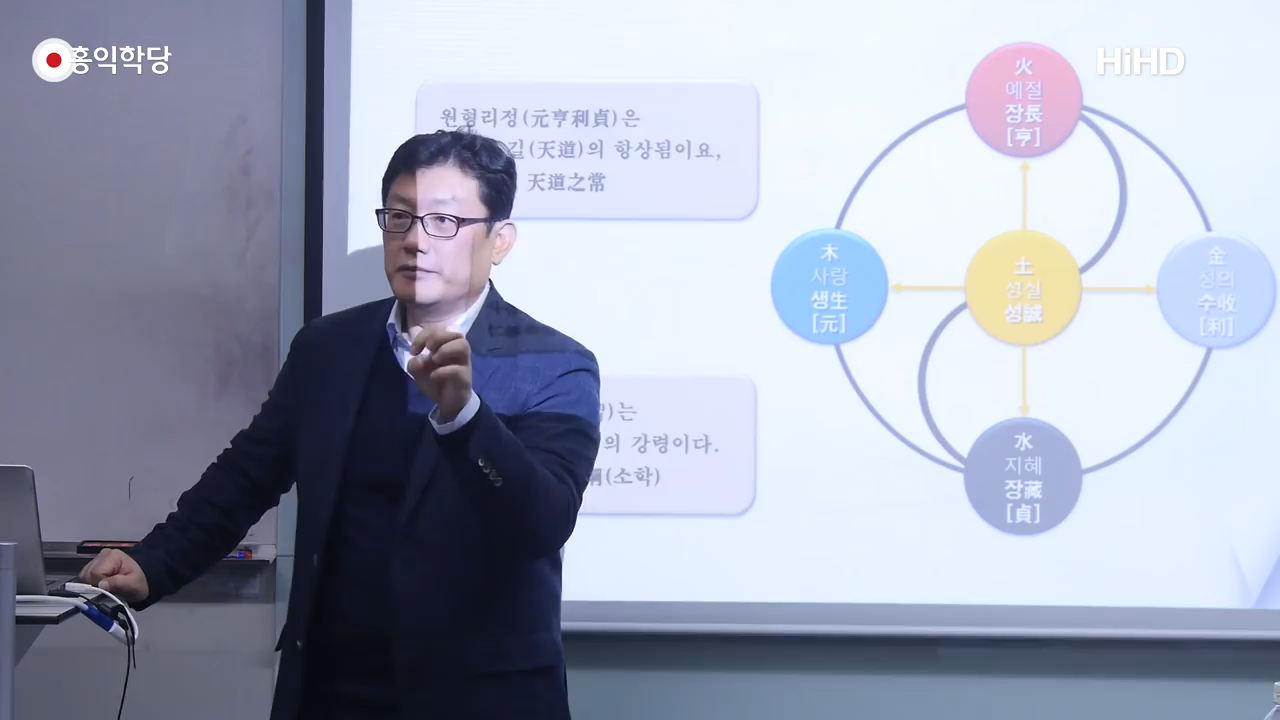 홍익학당
HiHD
원형리정(元亨利貞)은
길(天道)의 항상됨이요,
天道之常
는
의 강령이다.
(소학)
火
예절
장長
[亨]
木
사랑
생生
[元]
土
성실
성誠
金
정의
수收
[利]
水
지혜
장藏
[貞]